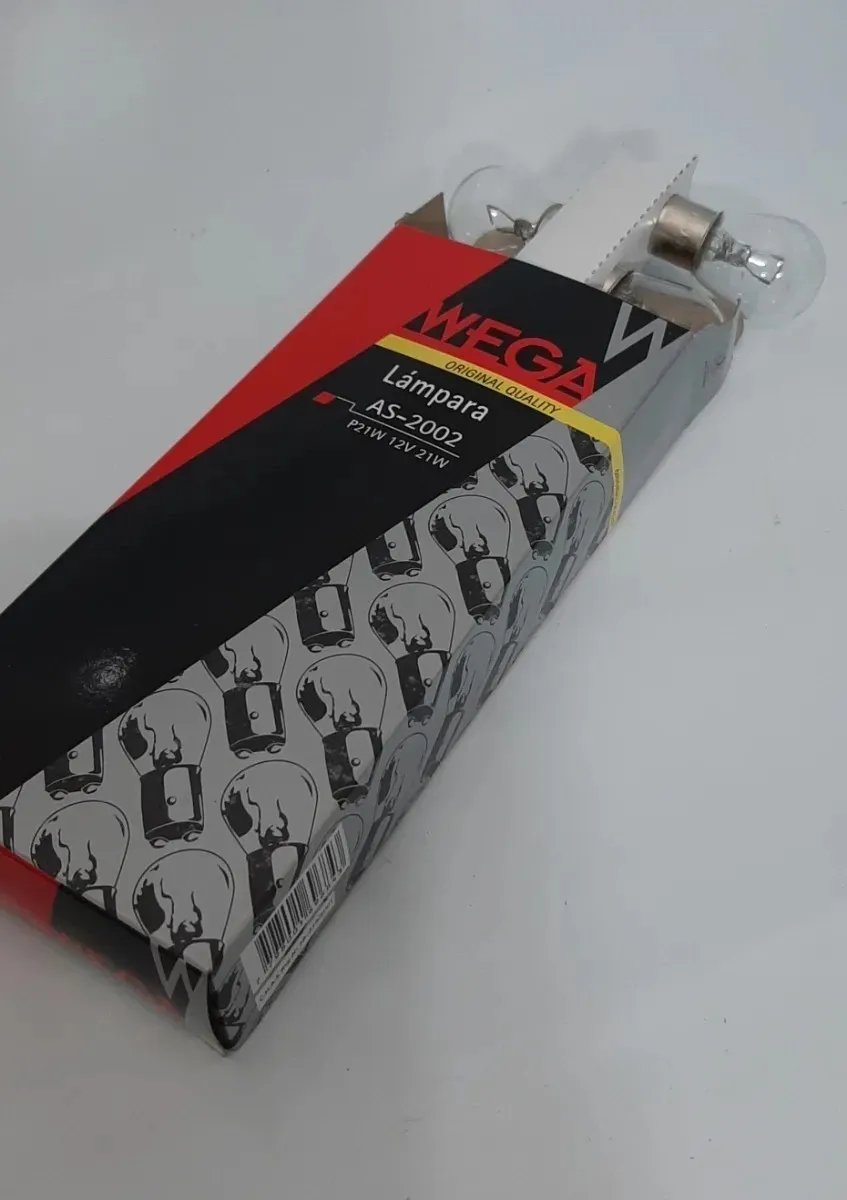 WEGA
ORIGINAL QUALITY
Lámpara
AS-2002
P21W 12V 21W